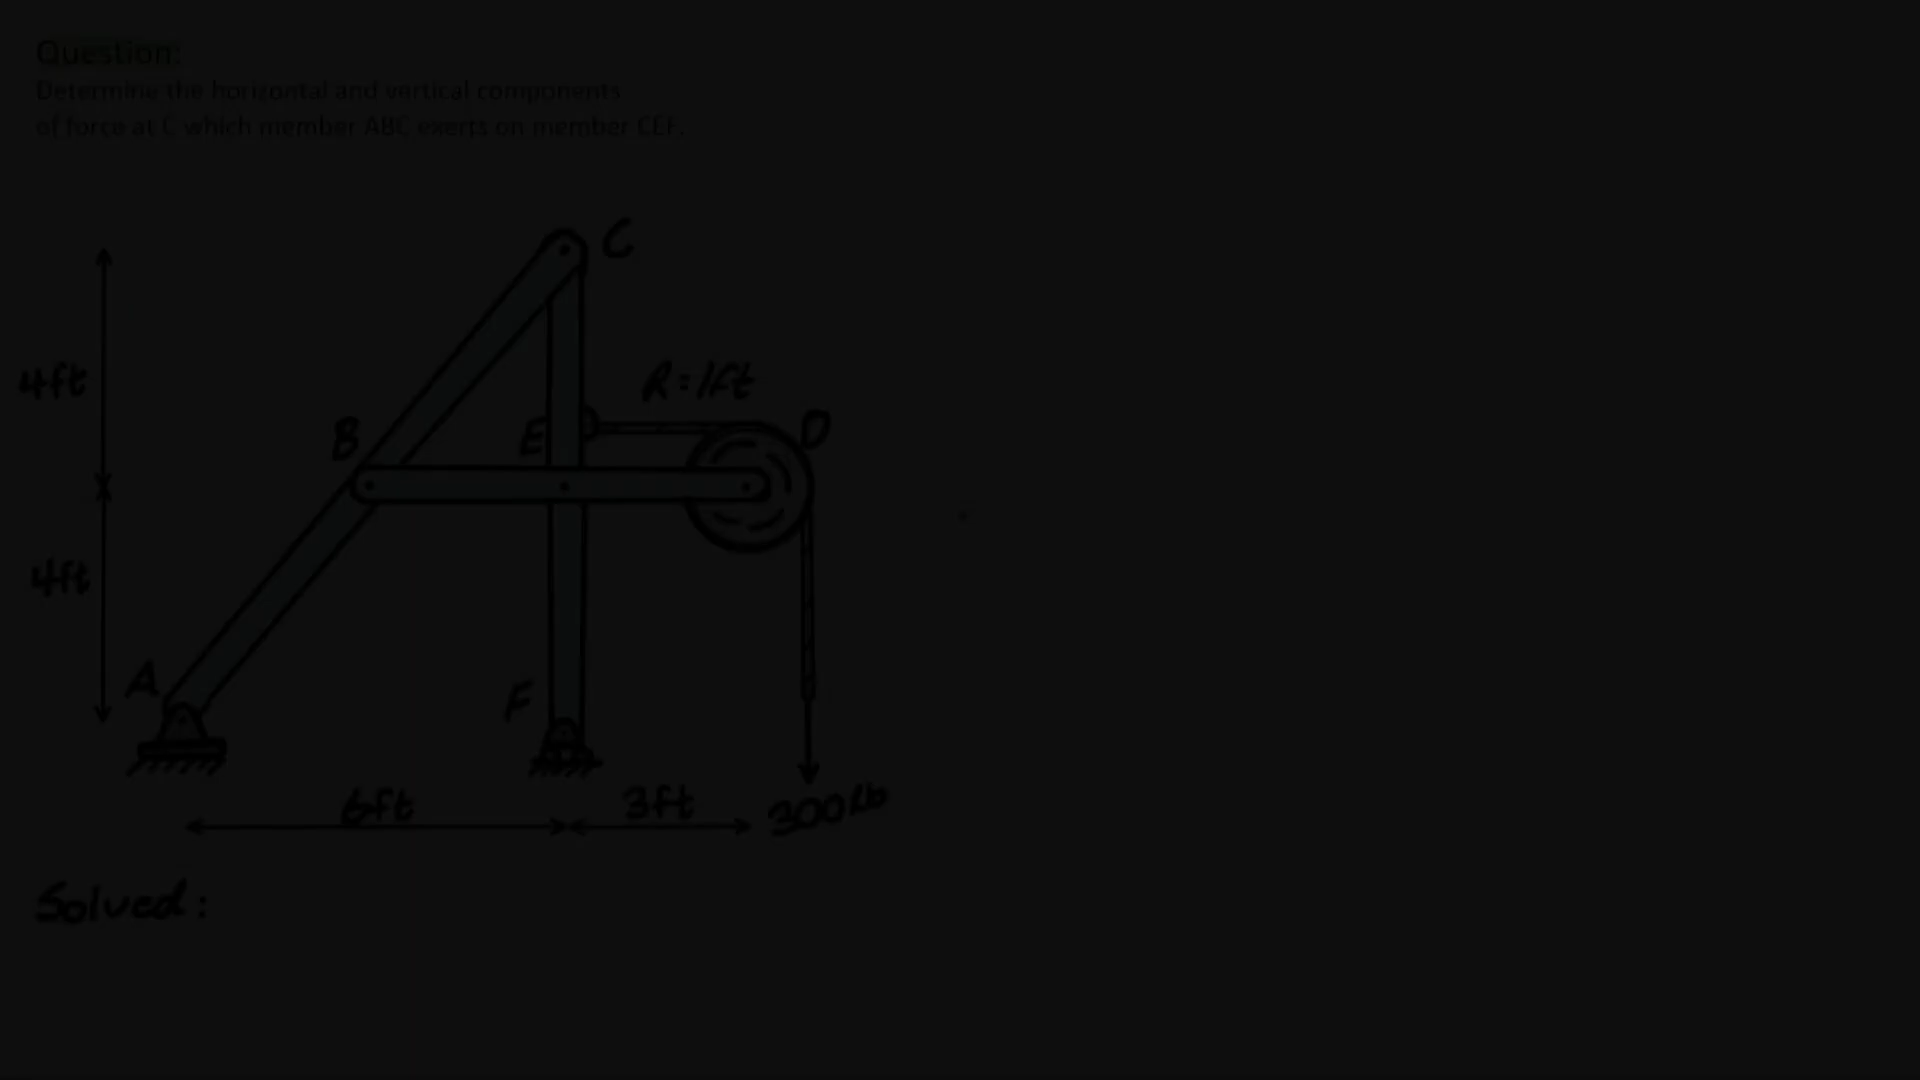 Question:
Determine the horizontal and vertical components
of force at C which member ABC exerts on member CEF.
C
4ft
R=1ft
B
E
D
4ft
A
F
6ft
3ft
300lb
Solved: